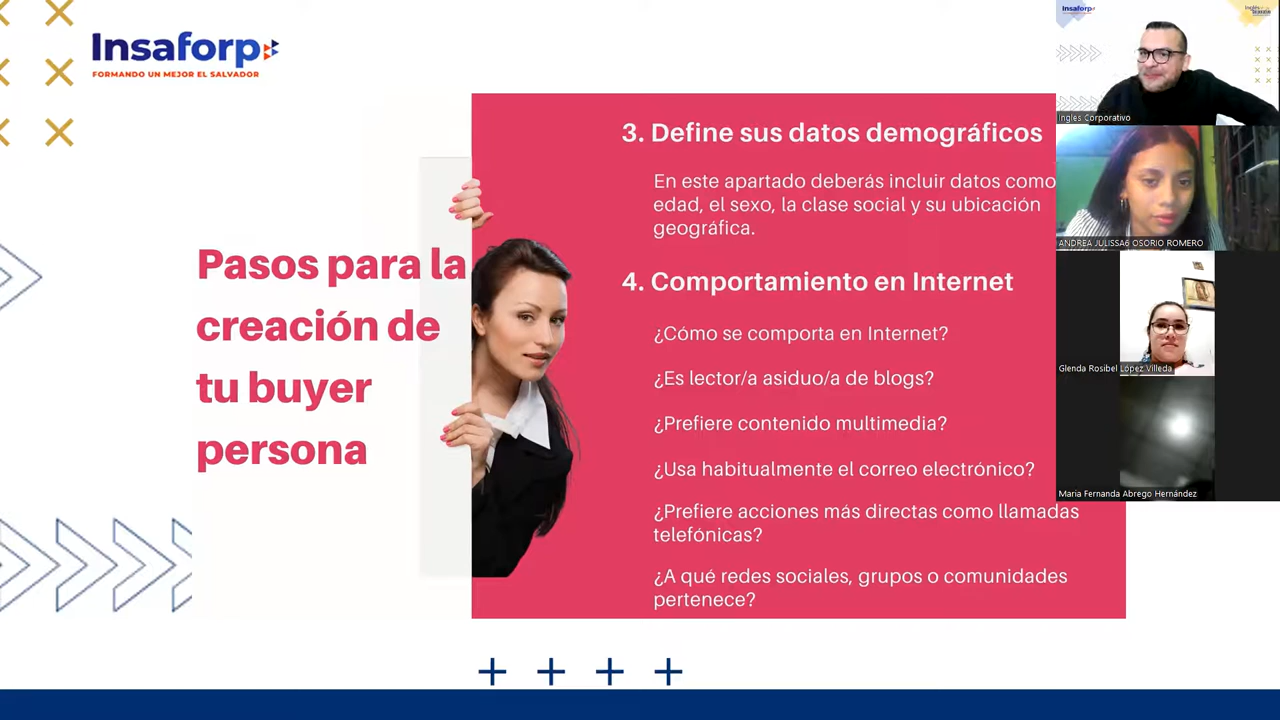 Insaforp
FORMANDO UN MEJOR EL SALVADOR
Pasos para la
creación de
tu buyer
persona
3. Define sus datos demográficos
En este apartado deberás incluir datos como
edad, el sexo, la clase social y su ubicación
geográfica.
4. Comportamiento en Internet
¿Cómo se comporta en Internet?
¿Es lector/a asiduo/a de blogs?
¿Prefiere contenido multimedia?
¿Usa habitualmente el correo electrónico?
¿Prefiere acciones más directas como llamadas
telefónicas?
¿A qué redes sociales, grupos o comunidades
pertenece?
Insaforp
Ingles Corporativo
ANDREA JULISSA6 OSORIO ROMERO
Glenda Rosibel López Villeda
Maria Fernanda Abrego Hernández